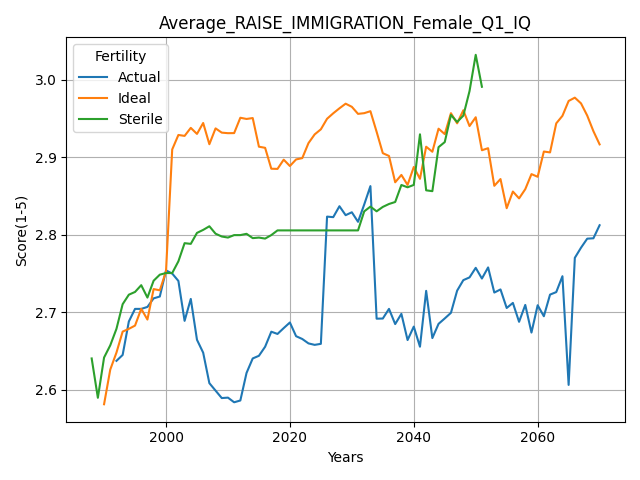 Average_RAISE_IMMIGRATION_Female_Q1_IQ
Fertility
Actual
Ideal
Sterile
Score(1-5)
3.0
2.9
2.8
2.7
2.6
2000
2020
2040
2060
Years